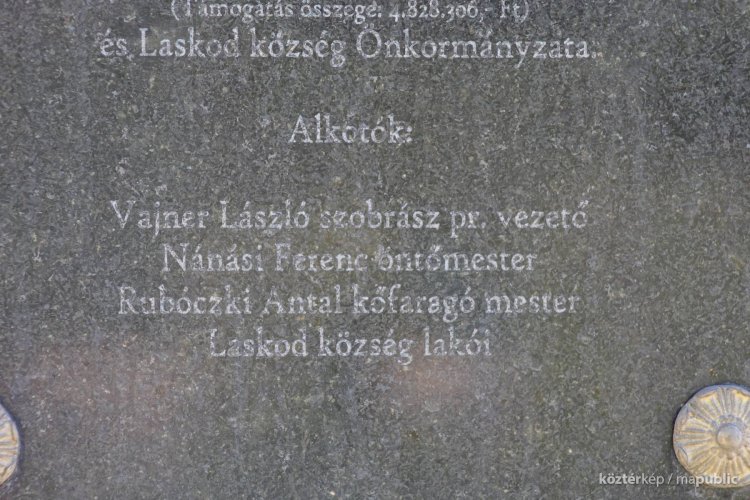 (Támogatás összege: 4.828.306,- Ft)
és Laskod község Önkormányzata.
Alkotók:
Vajner László szobrász pr. vezető
Nánási Ferenc öntőmester
Rubóczki Antal kőfaragó mester
Laskod község lakói
köztérkép / mapublic